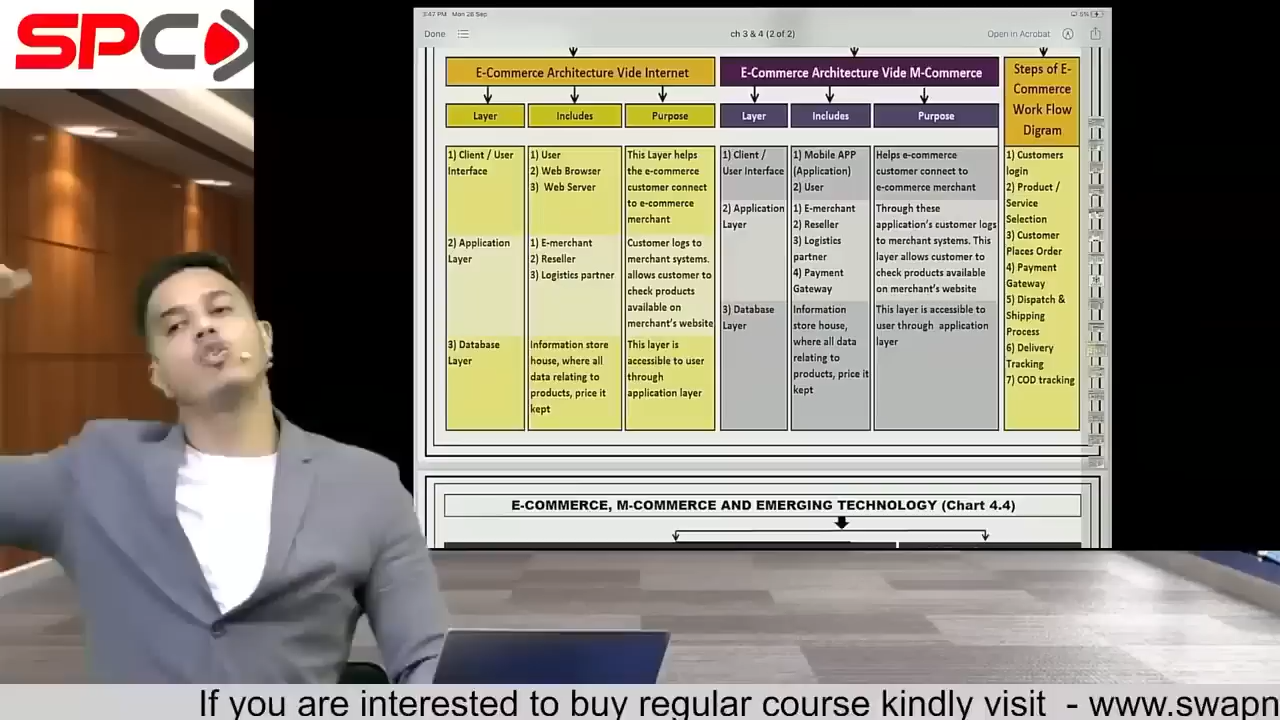 SPC
3:47 PM Mon 28 Sep
5%
Done
ch 3 & 4 (2 of 2)
Open in Acrobat
E-Commerce Architecture Vide Internet
Layer
Includes
Purpose
1) Client / User
Interface
1) User
2) Web Browser
3) Web Server
This Layer helps
the e-commerce
customer connect
to e-commerce
merchant
2) Application
Layer
1) E-merchant
2) Reseller
3) Logistics partner
Customer logs to
merchant systems.
allows customer to
check products
available on
merchant's website
3) Database
Layer
Information store
house, where all
data relating to
products, price it
kept
This layer is
accessible to user
through
application layer
E-Commerce Architecture Vide M-Commerce
Layer
Includes
Purpose
1) Client /
User Interface
1) Mobile APP
(Application)
2) User
Helps e-commerce
customer connect to
e-commerce merchant
2) Application
Layer
1) E-merchant
2) Reseller
3) Logistics
partner
4) Payment
Gateway
Through these
application's customer logs
to merchant systems. This
layer allows customer to
check products available
on merchant's website
3) Database
Layer
Information
store house,
where all data
relating to
products, price it
kept
This layer is accessible to
user through application
layer
Steps of E-
Commerce
Work Flow
Digram
1) Customers
login
2) Product /
Service
Selection
3) Customer
Places Order
4) Payment
Gateway
5) Dispatch &
Shipping
Process
6) Delivery
Tracking
7) COD tracking
E-COMMERCE, M-COMMERCE AND EMERGING TECHNOLOGY (Chart 4.4)
If you are interested to buy regular course kindly visit - www.swapn